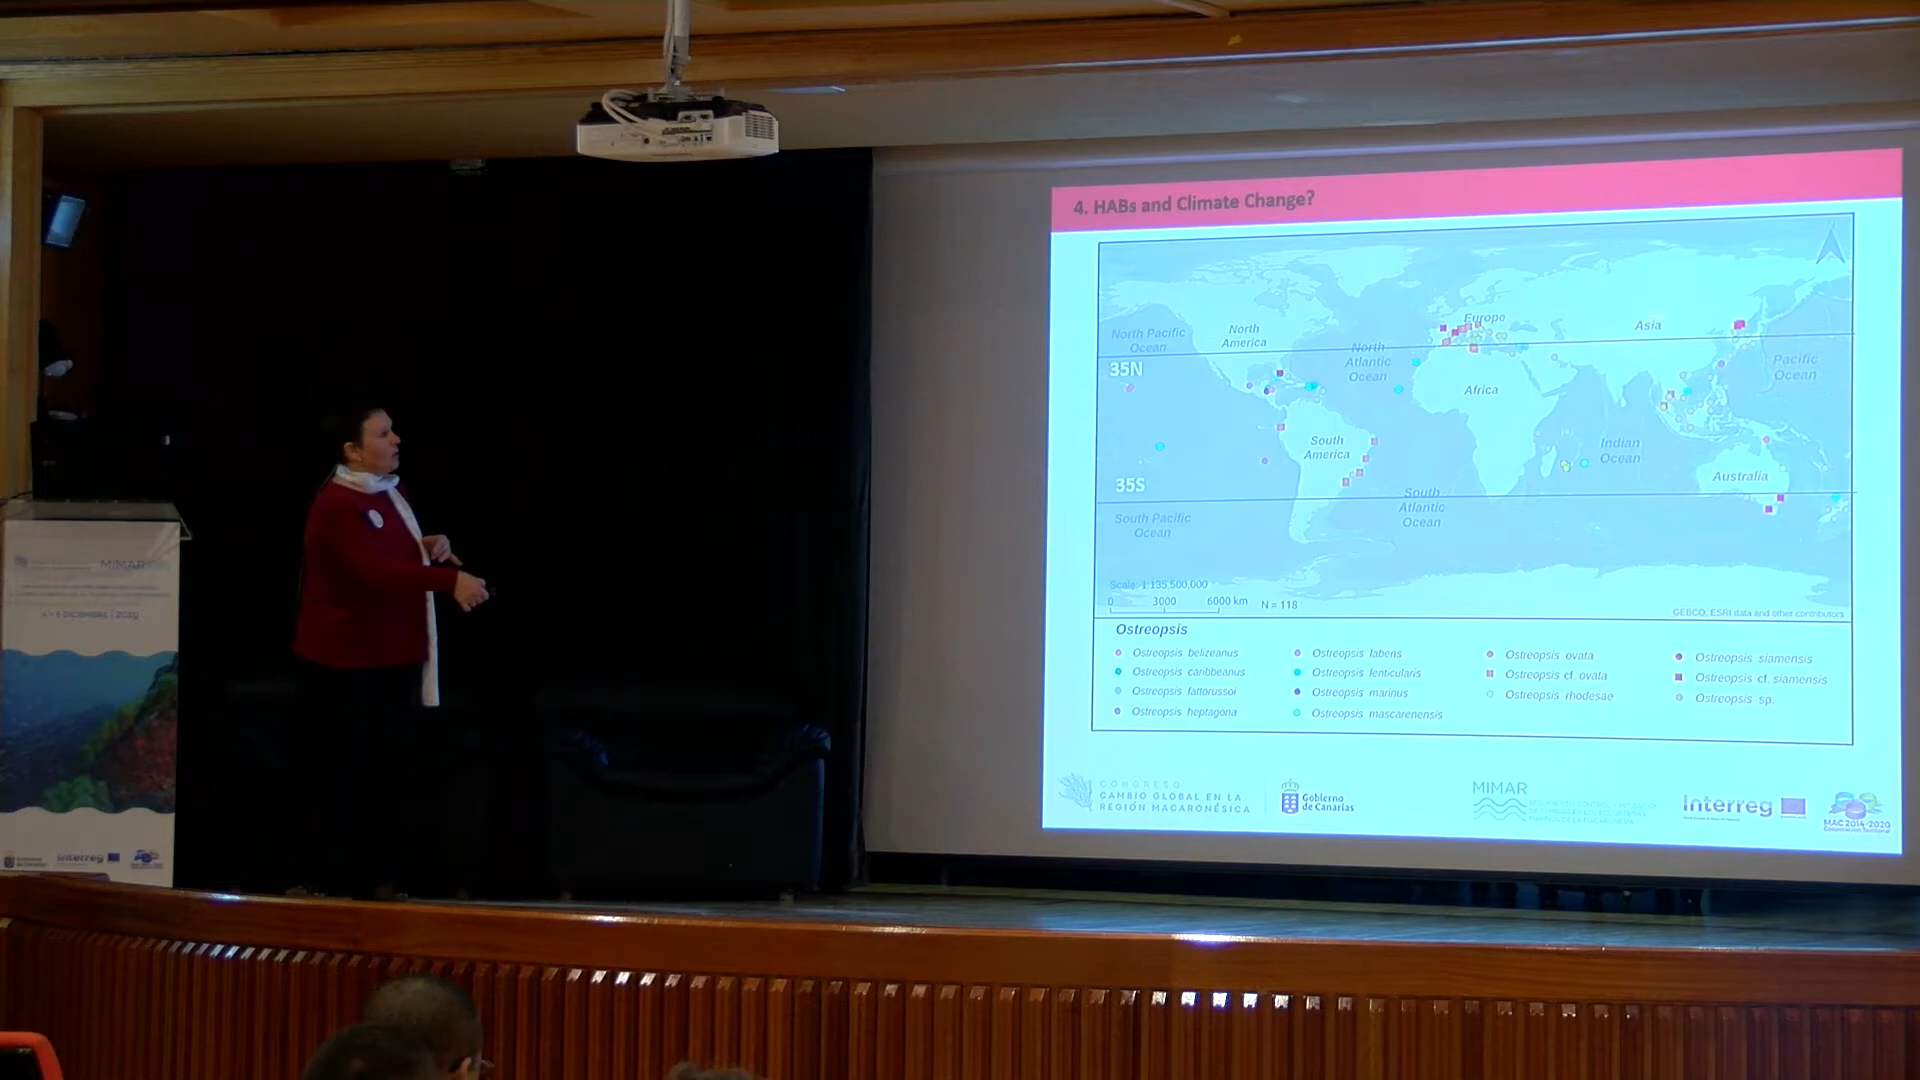 4. HABs and Climate Change?
North Pacific
Ocean
North
America
Europe
Asia
35N
North
Atlantic
Ocean
Africa
Pacific
Ocean
South
America
Indian
Ocean
Australia
35S
South Pacific
Ocean
South
Atlantic
Ocean
Scale: 1:135,500,000
0 3000 6000 km N = 118
GEBCO, ESRI data and other contributors
Ostreopsis
Ostreopsis belizeanus
Ostreopsis caribbeanus
Ostreopsis fattorussoi
Ostreopsis heptagona
Ostreopsis labens
Ostreopsis lenticularis
Ostreopsis marinus
Ostreopsis mascarenensis
Ostreopsis ovata
Ostreopsis cf. ovata
Ostreopsis rhodesae
Ostreopsis siamensis
Ostreopsis cf. siamensis
Ostreopsis sp.
CONGRESO
CAMBIO GLOBAL EN LA
REGIÓN MACARONÉSICA
Gobierno
de Canarias
MIMAR
Interreg
MAC 2014-2020
Cooperación Territorial
MIMAR
Gobierno
de Canarias
Interreg